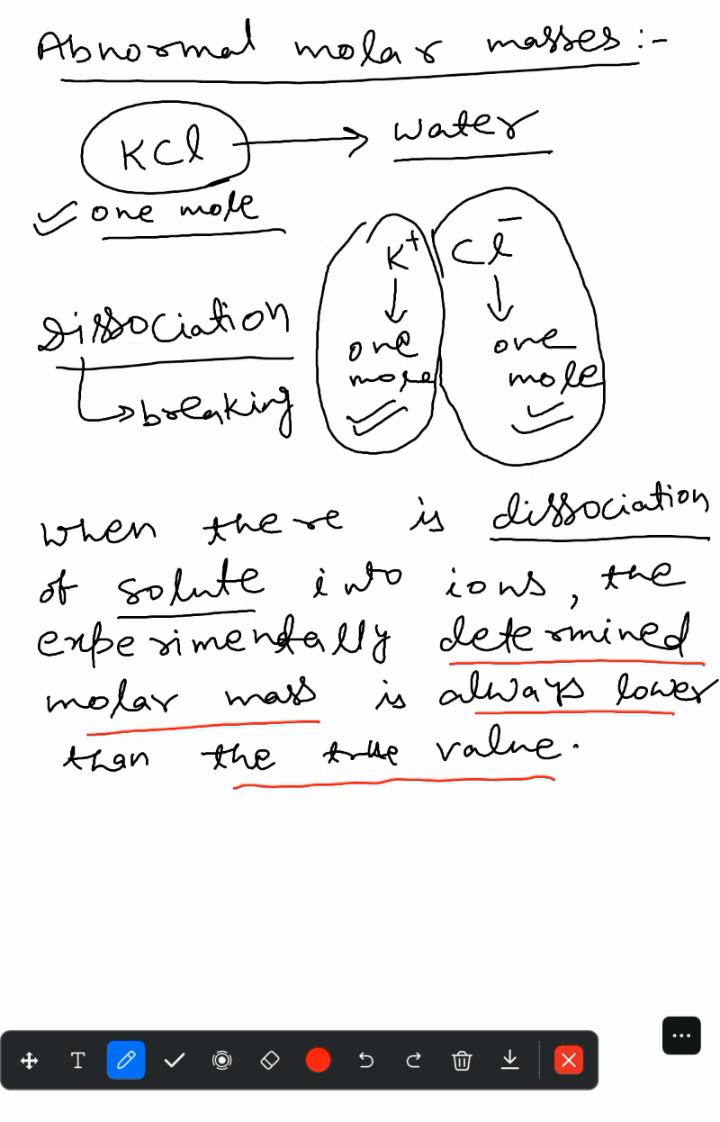 Abnormal molar masses :-
KCl → water
one mole
K⁺ Cl⁻
↓ ↓
Dissociation
one mole one mole
↳ breaking
When there is dissociation
of solute into ions, the
experimentally determined
molar mass is always lower
than the true value.
T